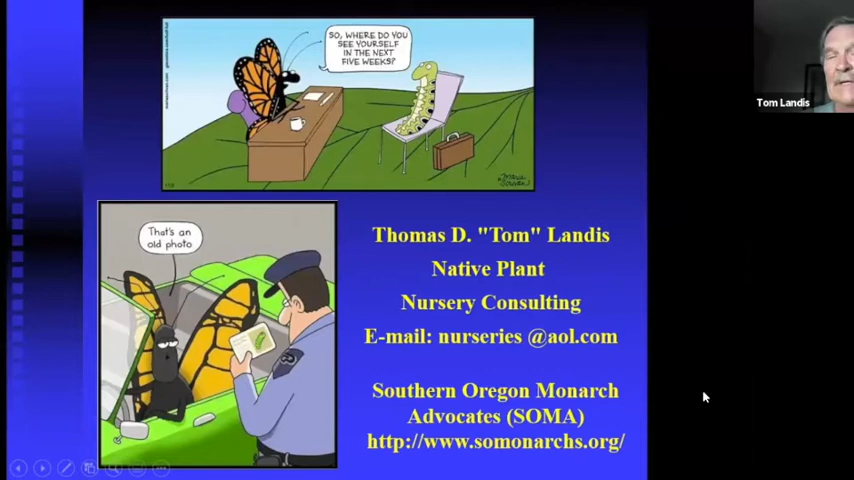 SO, WHERE DO YOU
SEE YOURSELF
IN THE NEXT
FIVE WEEKS?
Tom Landis
That's an
old photo
Thomas D. "Tom" Landis
Native Plant
Nursery Consulting
E-mail: nurseries @aol.com
Southern Oregon Monarch
Advocates (SOMA)
http://www.somonarchs.org/